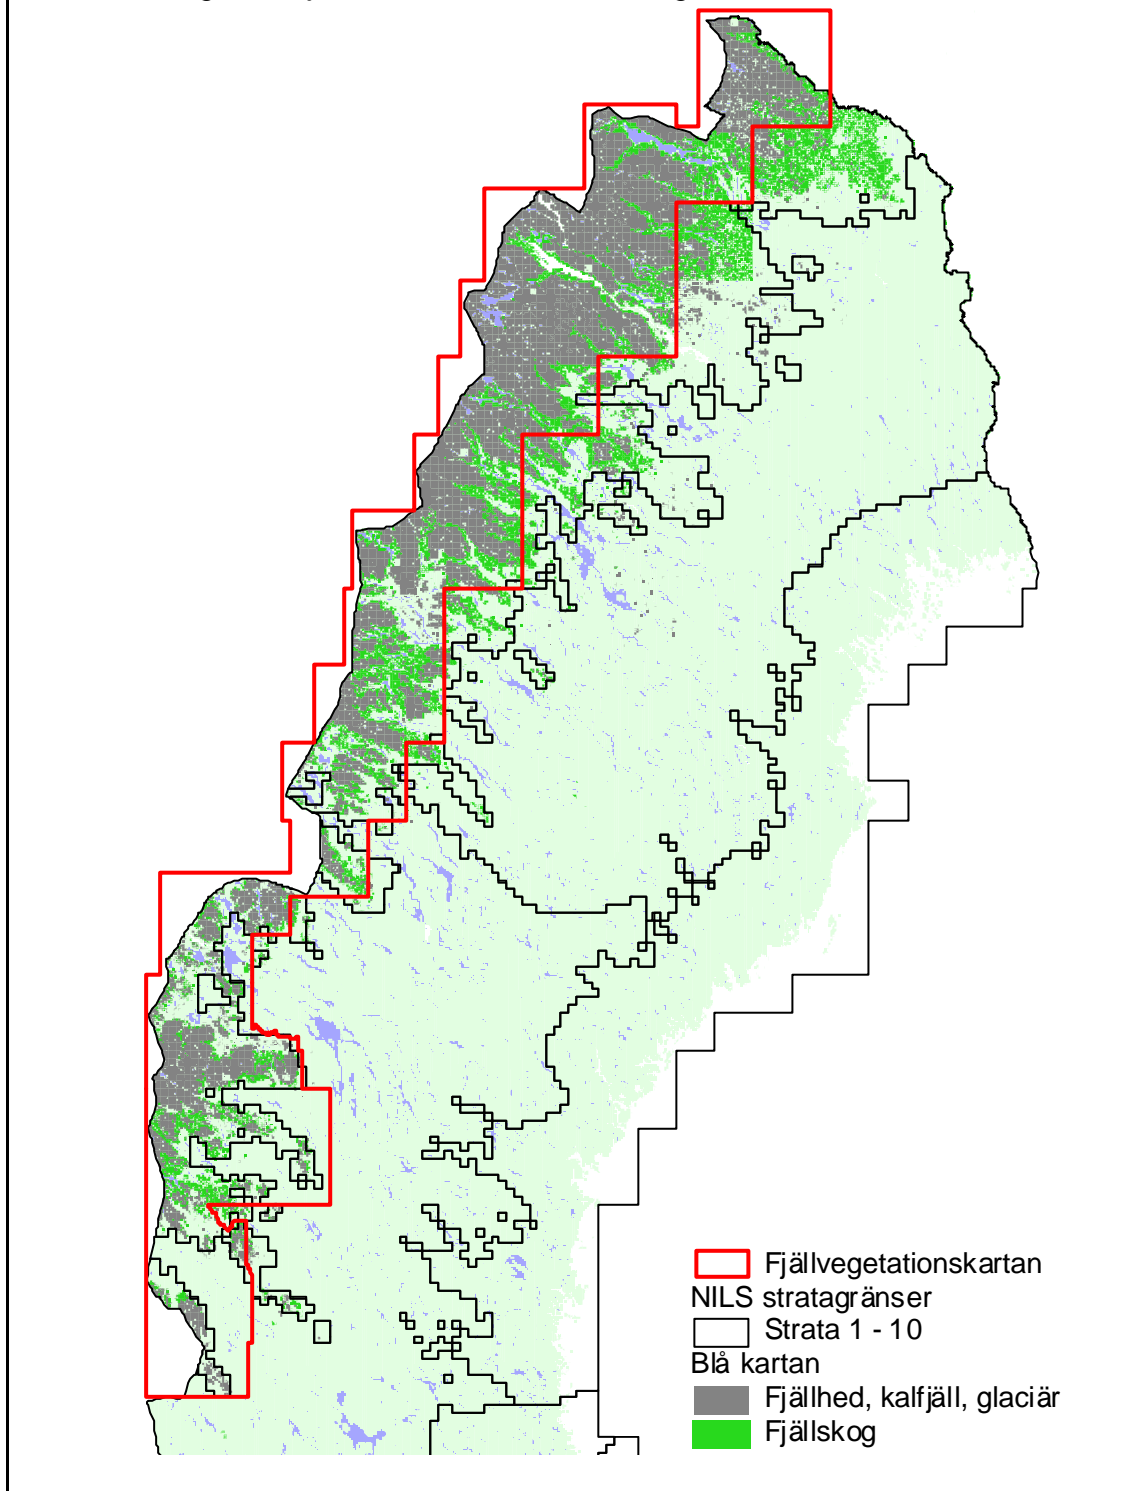 Fjällvegetationskartan
NILS stratagränser
Strata 1 - 10
Blå kartan
Fjällhed, kalfjäll, glaciär
Fjällskog